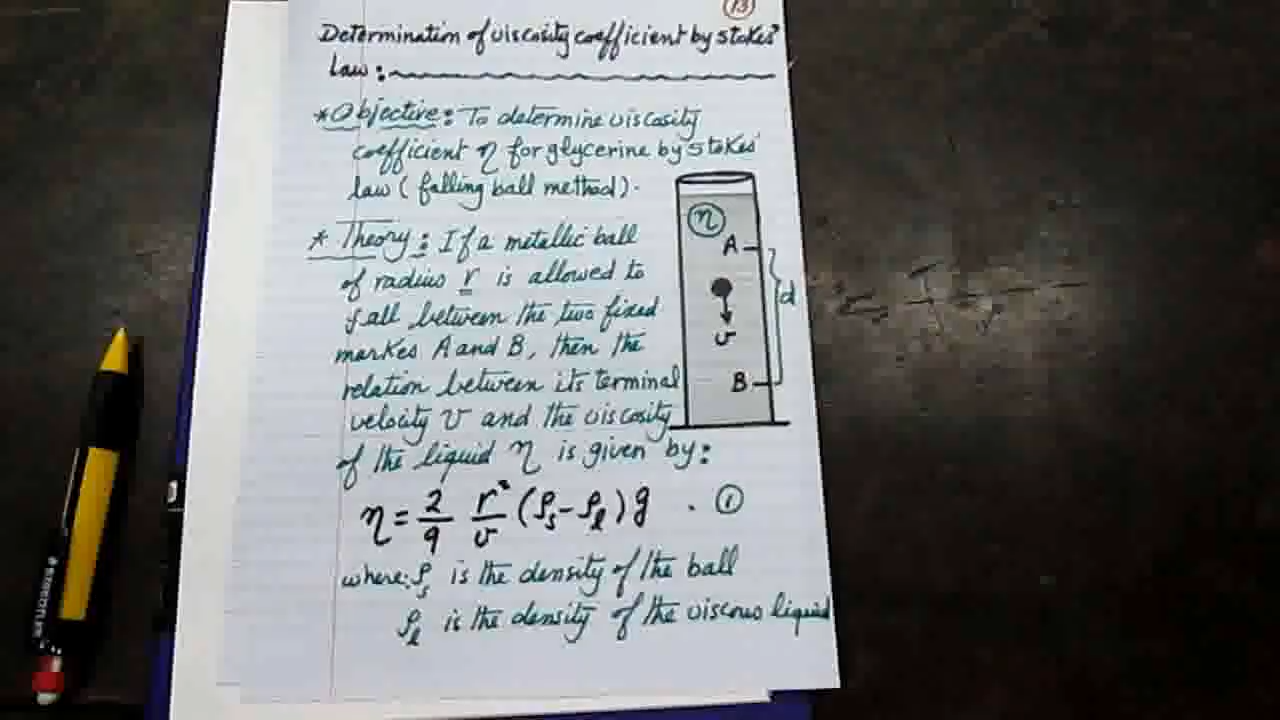 13
Determination of viscosity coefficient by stokes'
law:
* Objective: To determine viscosity
coefficient η for glycerine by stokes'
law (falling ball method).
* Theory: If a metallic ball
of radius r is allowed to
fall between the two fixed
markes A and B, then the
relation between its terminal
velocity v and the viscosity
of the liquid η is given by:
η = 2/9 r²/v (ρs - ρl) g . ①
where: ρs is the density of the ball
ρl is the density of the viscous liquid
η
A
d
v
B